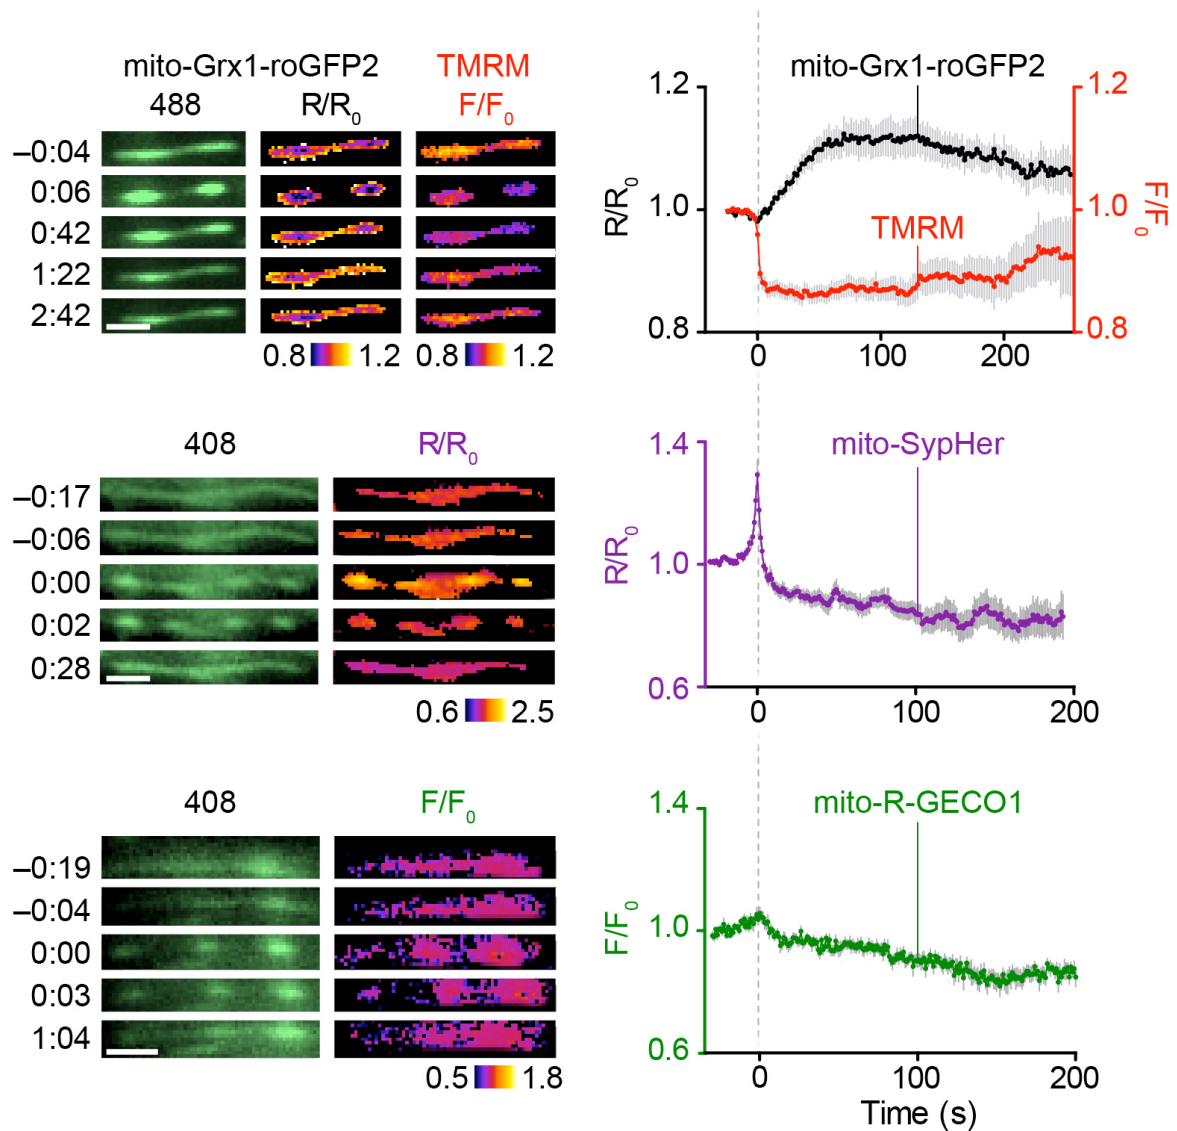 mito-Grx1-roGFP2 TMRM
488 R/R0 F/F0
–0:04
0:06
0:42
1:22
2:42
0.8 1.2 0.8 1.2
mito-Grx1-roGFP2
TMRM
1.2 1.2
1.0 1.0
0.8 0.8
R/R0
F/F0
0 100 200
408 R/R0
–0:17
–0:06
0:00
0:02
0:28
0.6 2.5
mito-SypHer
1.4
1.0
0.6
R/R0
0 100 200
408 F/F0
–0:19
–0:04
0:00
0:03
1:04
0.5 1.8
mito-R-GECO1
1.4
1.0
0.6
F/F0
0 100 200
Time (s)